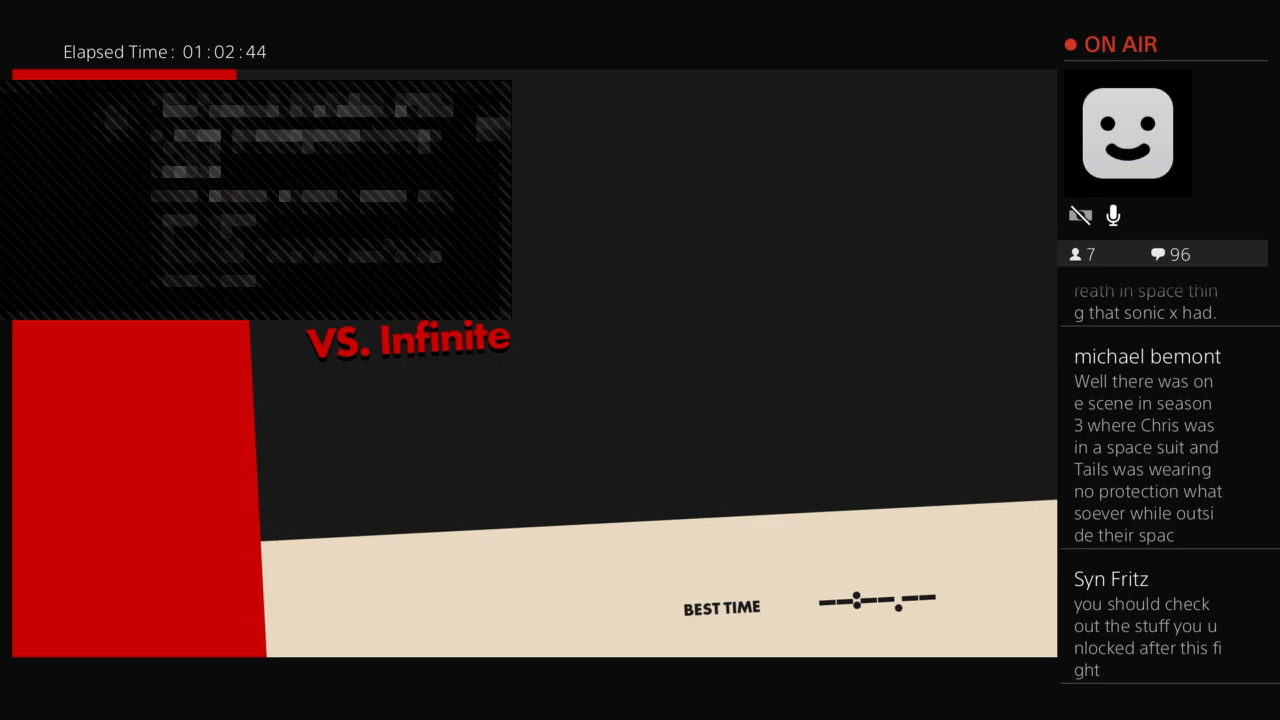 Elapsed Time: 01:02:44
ON AIR
7 96
reath in space thin
g that sonic x had.
VS. Infinite
michael bemont
Well there was on
e scene in season
3 where Chris was
in a space suit and
Tails was wearing
no protection what
soever while outsi
de their spac
Syn Fritz
you should check
out the stuff you u
nlocked after this fi
ght
BEST TIME --:--.--